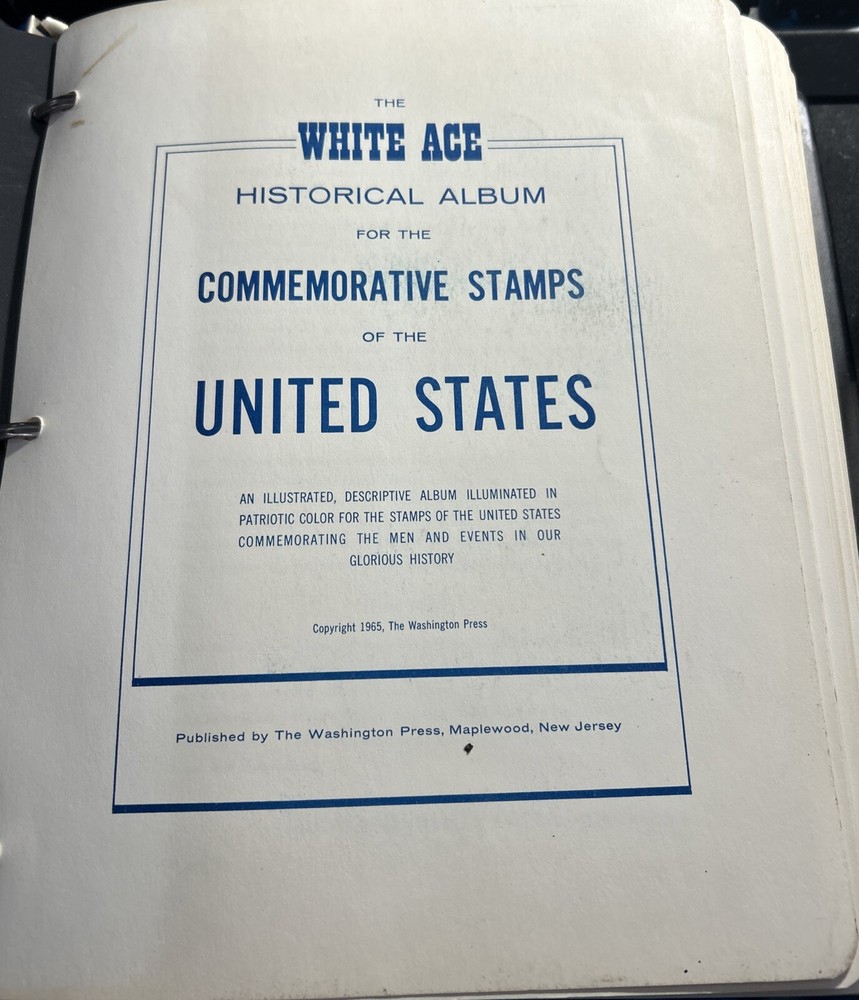 THE
WHITE ACE
HISTORICAL ALBUM
FOR THE
COMMEMORATIVE STAMPS
OF THE
UNITED STATES
AN ILLUSTRATED, DESCRIPTIVE ALBUM ILLUMINATED IN
PATRIOTIC COLOR FOR THE STAMPS OF THE UNITED STATES
COMMEMORATING THE MEN AND EVENTS IN OUR
GLORIOUS HISTORY
Copyright 1965, The Washington Press
Published by The Washington Press, Maplewood, New Jersey